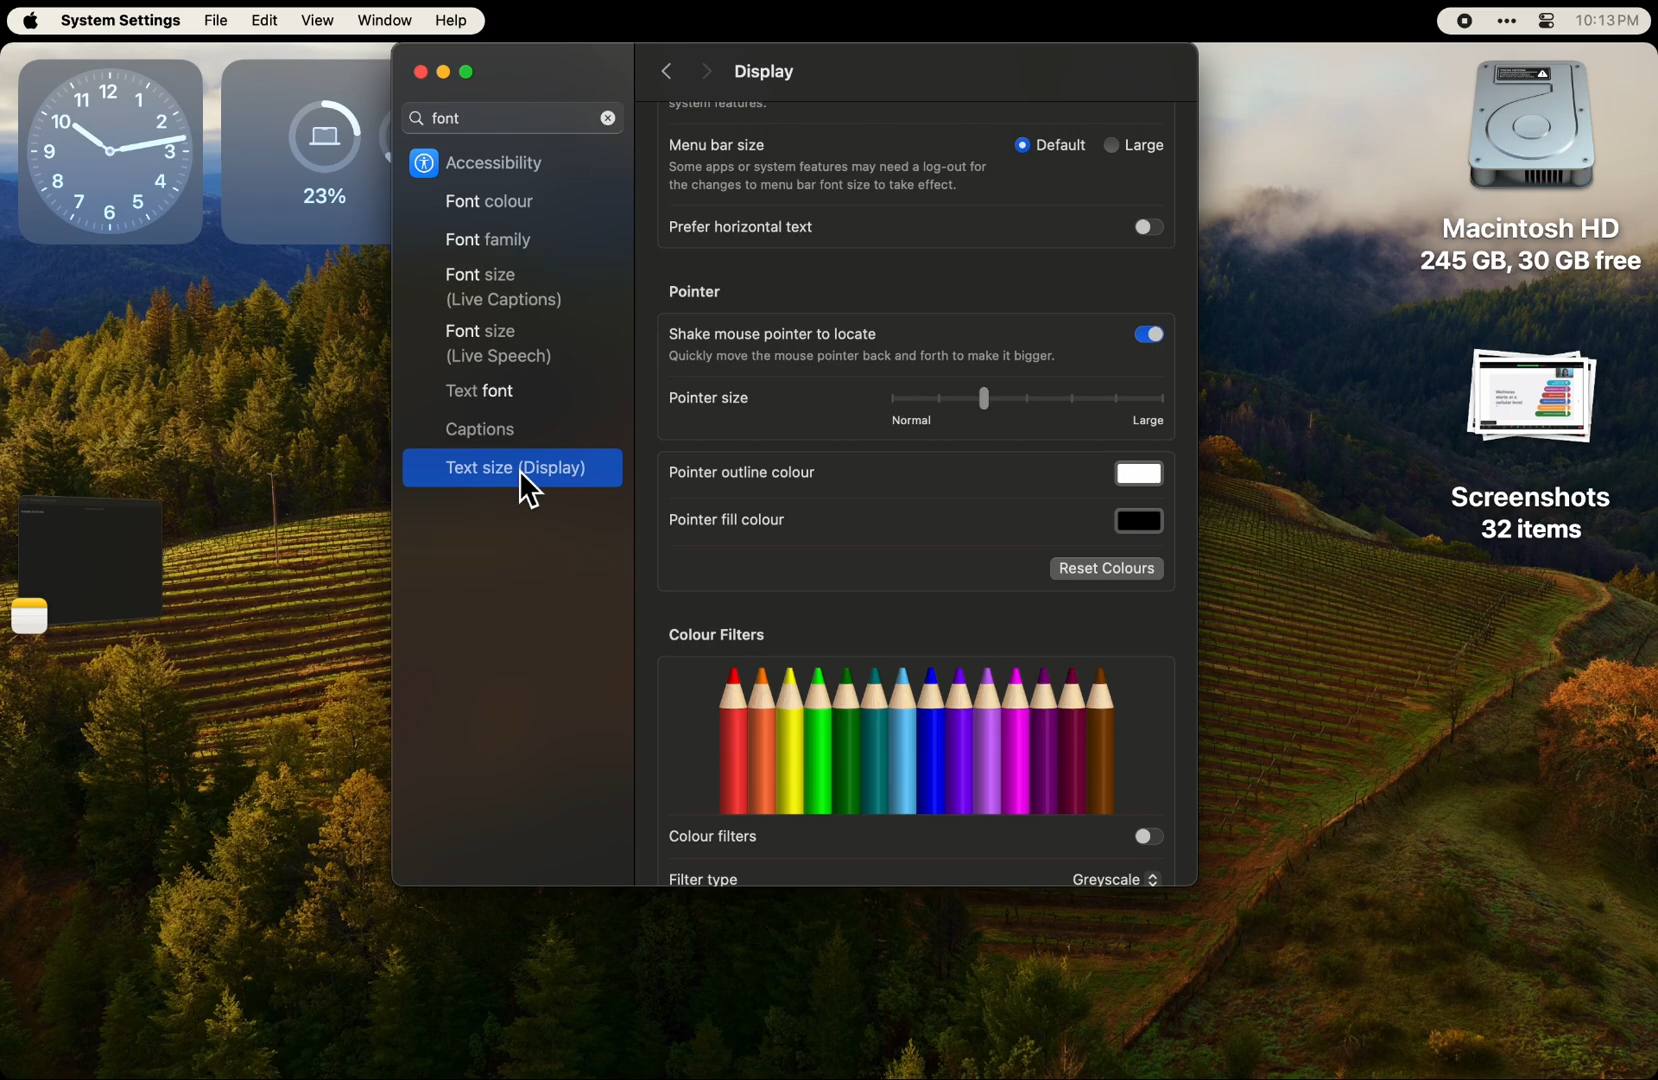 System Settings File Edit View Window Help 10:13 PM
12
11 1
10 2
9 3
8 4
7 5
6
23%
font
Accessibility
Font colour
Font family
Font size
(Live Captions)
Font size
(Live Speech)
Text font
Captions
Text size (Display)
Display
system features.
Menu bar size Default Large
Some apps or system features may need a log-out for
the changes to menu bar font size to take effect.
Prefer horizontal text
Pointer
Shake mouse pointer to locate
Quickly move the mouse pointer back and forth to make it bigger.
Pointer size
Normal Large
Pointer outline colour
Pointer fill colour
Reset Colours
Colour Filters
Colour filters
Filter type Greyscale
Macintosh HD
245 GB, 30 GB free
Wellness
starts at a
cellular level
Screenshots
32 items